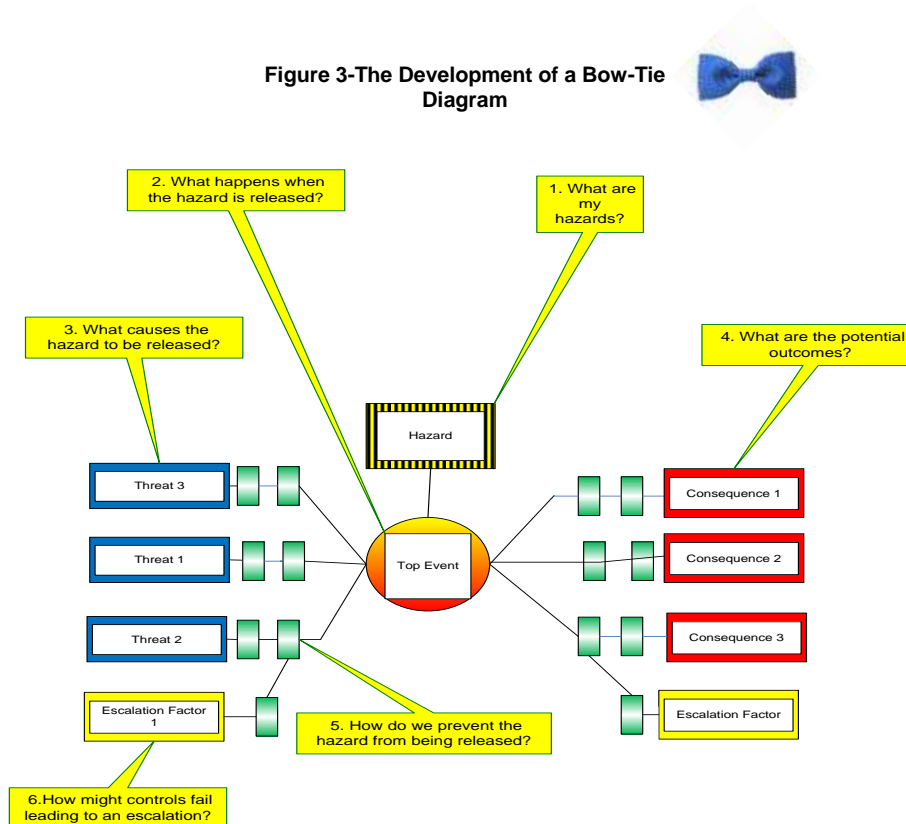 Figure 3-The Development of a Bow-Tie
Diagram
2. What happens when
the hazard is released?
1. What are
my
hazards?
3. What causes the
hazard to be released?
4. What are the potential
outcomes?
Hazard
Threat 3
Consequence 1
Threat 1
Top Event
Consequence 2
Threat 2
Consequence 3
Escalation Factor
1
Escalation Factor
5. How do we prevent the
hazard from being released?
6.How might controls fail
leading to an escalation?